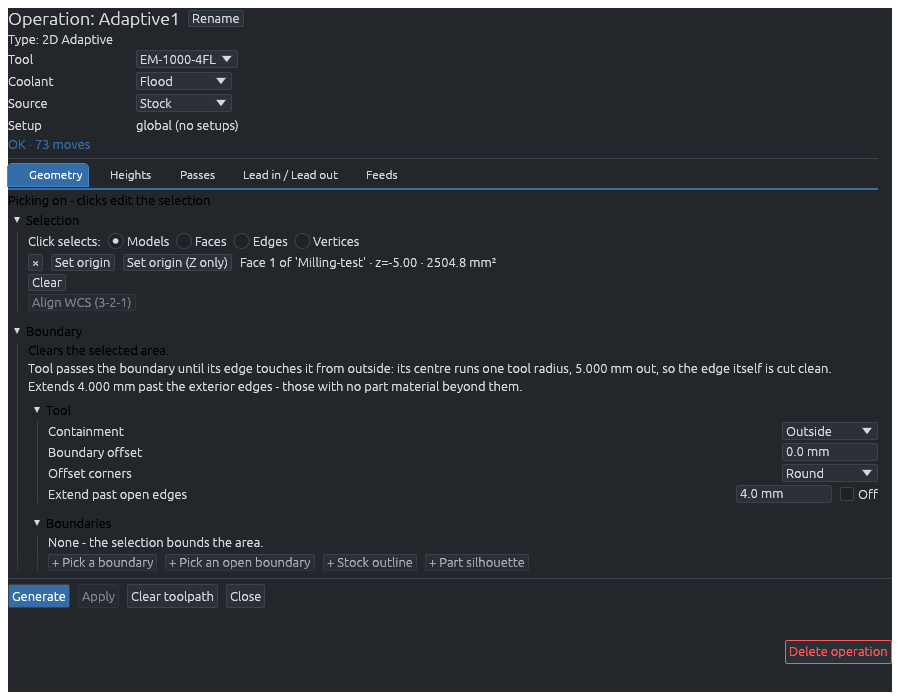 Operation: Adaptive1 Rename
Type: 2D Adaptive
Tool EM-1000-4FL
Coolant Flood
Source Stock
Setup global (no setups)
OK · 73 moves
Geometry Heights Passes Lead in / Lead out Feeds
Picking on - clicks edit the selection
Selection
Click selects: Models Faces Edges Vertices
× Set origin Set origin (Z only) Face 1 of 'Milling-test' · z=-5.00 · 2504.8 mm²
Clear
Align WCS (3-2-1)
Boundary
Clears the selected area.
Tool passes the boundary until its edge touches it from outside: its centre runs one tool radius, 5.000 mm out, so the edge itself is cut clean.
Extends 4.000 mm past the exterior edges - those with no part material beyond them.
Tool
Containment Outside
Boundary offset 0.0 mm
Offset corners Round
Extend past open edges 4.0 mm Off
Boundaries
None - the selection bounds the area.
+ Pick a boundary + Pick an open boundary + Stock outline + Part silhouette
Generate Apply Clear toolpath Close
Delete operation